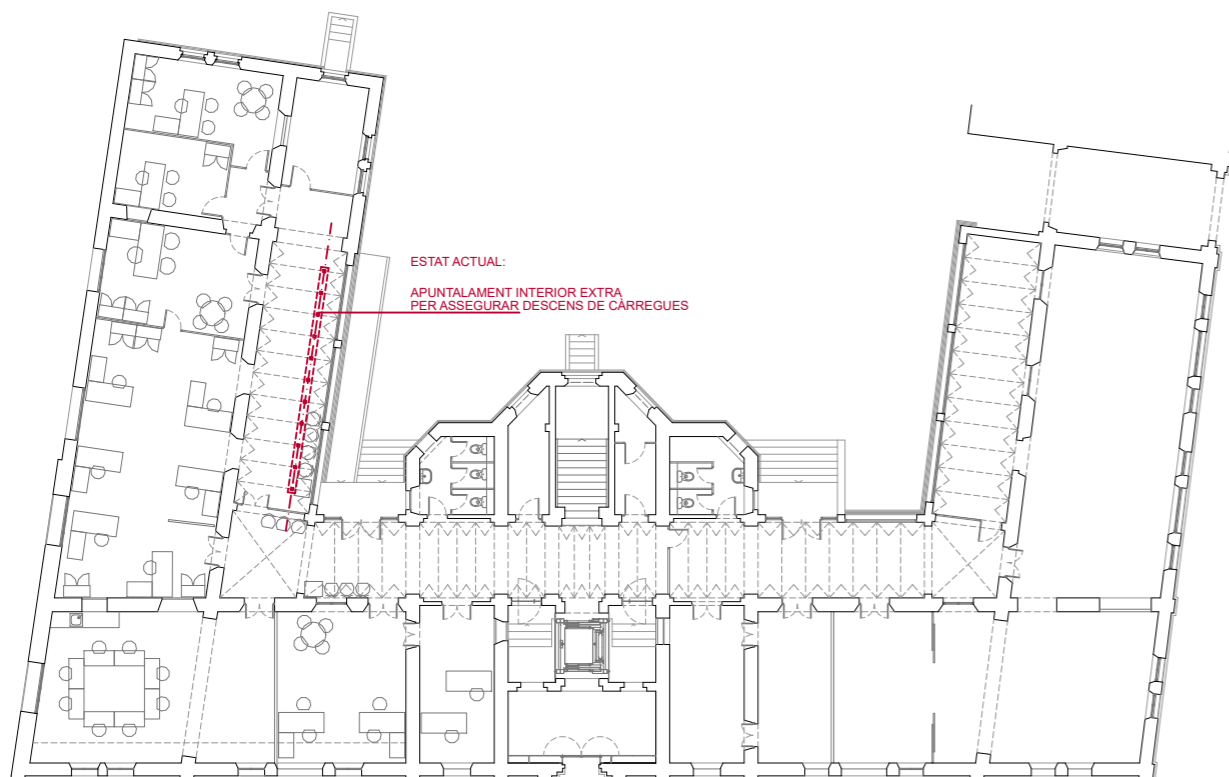 ESTAT ACTUAL:
APUNTALAMENT INTERIOR EXTRA
PER ASSEGURAR DESCENS DE CÀRREGUES